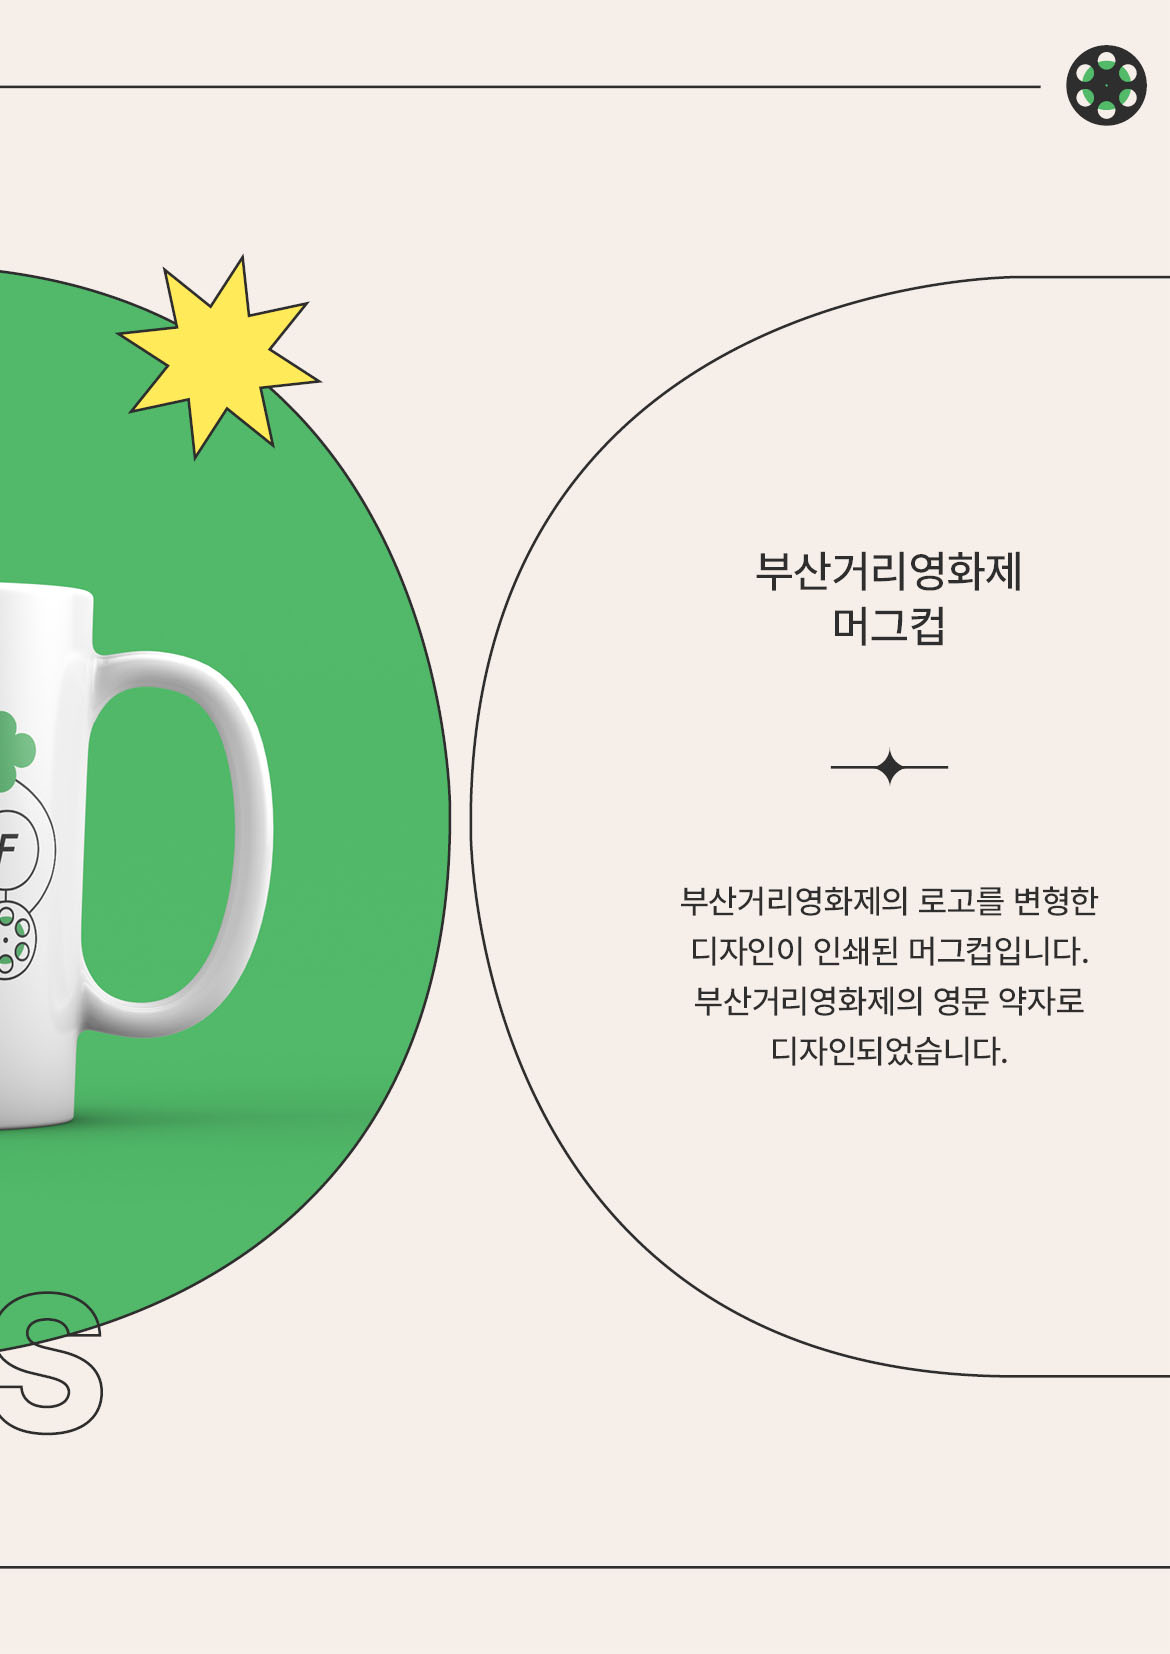 부산거리영화제
머그컵
F
부산거리영화제의 로고를 변형한
디자인이 인쇄된 머그컵입니다.
부산거리영화제의 영문 약자로
디자인되었습니다.
S